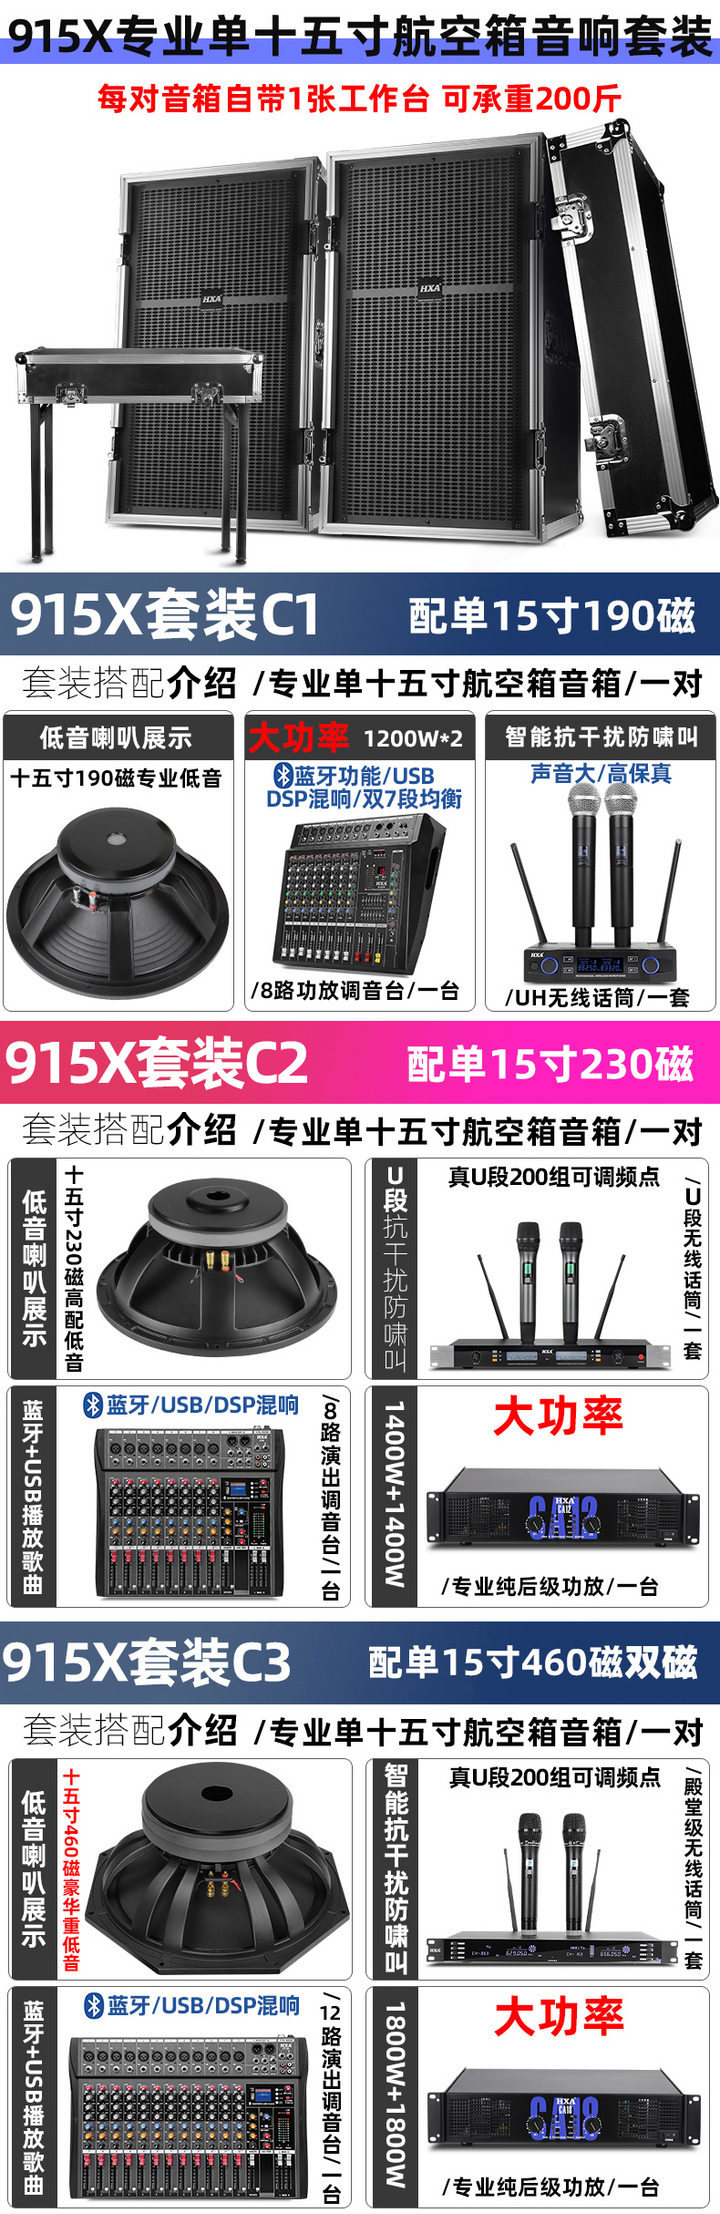 915X专业单十五寸航空箱音响套装
每对音箱自带1张工作台 可承重200斤
HXA
HXA
915X套装C1
配单15寸190磁
套装搭配介绍 /专业单十五寸航空箱音箱/一对
低音喇叭展示
十五寸190磁专业低音
大功率 1200W*2
蓝牙功能/USB
DSP混响/双7段均衡
HXA
/8路功放调音台/一台
智能抗干扰防啸叫
声音大/高保真
HXA
/UH无线话筒/一套
915X套装C2
配单15寸230磁
套装搭配介绍 /专业单十五寸航空箱音箱/一对
低音喇叭展示
十五寸230磁高配低音
U段抗干扰防啸叫
真U段200组可调频点
/U段无线话筒/一套
HXA
蓝牙+USB播放歌曲
蓝牙/USB/DSP混响
/8路演出调音台/一台
1400W+1400W
大功率
HXA
CA12
CA12
/专业纯后级功放/一台
915X套装C3
配单15寸460磁双磁
套装搭配介绍 /专业单十五寸航空箱音箱/一对
低音喇叭展示
十五寸460磁豪华重低音
智能抗干扰防啸叫
真U段200组可调频点
/殿堂级无线话筒/一套
HXA
蓝牙+USB播放歌曲
蓝牙/USB/DSP混响
/12路演出调音台/一台
1800W+1800W
大功率
HXA
CA18
CA18
/专业纯后级功放/一台